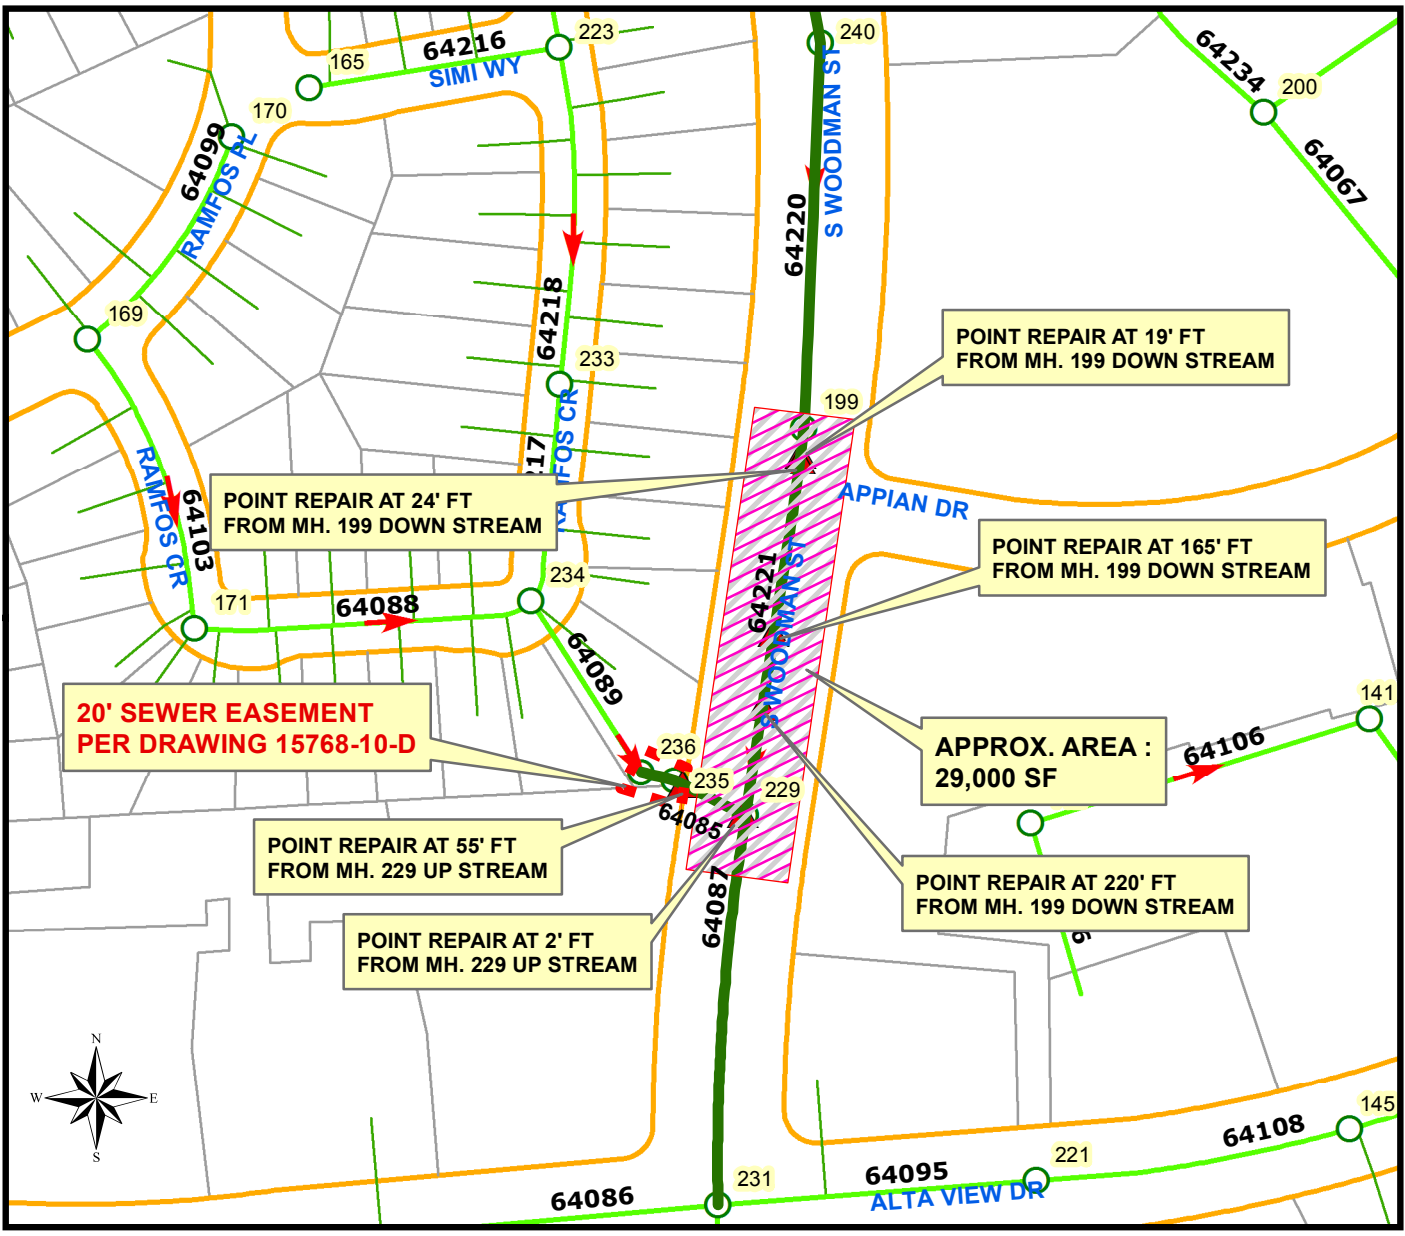 223
240
64216
165
SIMI WY
64234
200
170
64099
RAMFOS PL
S WOODMAN ST
64067
64220
169
64218
233
POINT REPAIR AT 19' FT
FROM MH. 199 DOWN STREAM
199
RAMFOS CR
217
RAMFOS CR
64103
POINT REPAIR AT 24' FT
FROM MH. 199 DOWN STREAM
APPIAN DR
POINT REPAIR AT 165' FT
FROM MH. 199 DOWN STREAM
64221
S WOODMAN ST
234
171
64088
64089
20' SEWER EASEMENT
PER DRAWING 15768-10-D
236
235
229
141
64106
APPROX. AREA :
29,000 SF
64085
POINT REPAIR AT 55' FT
FROM MH. 229 UP STREAM
POINT REPAIR AT 220' FT
FROM MH. 199 DOWN STREAM
64087
6
POINT REPAIR AT 2' FT
FROM MH. 229 UP STREAM
N
W
E
S
145
64108
221
64095
231
64086
ALTA VIEW DR